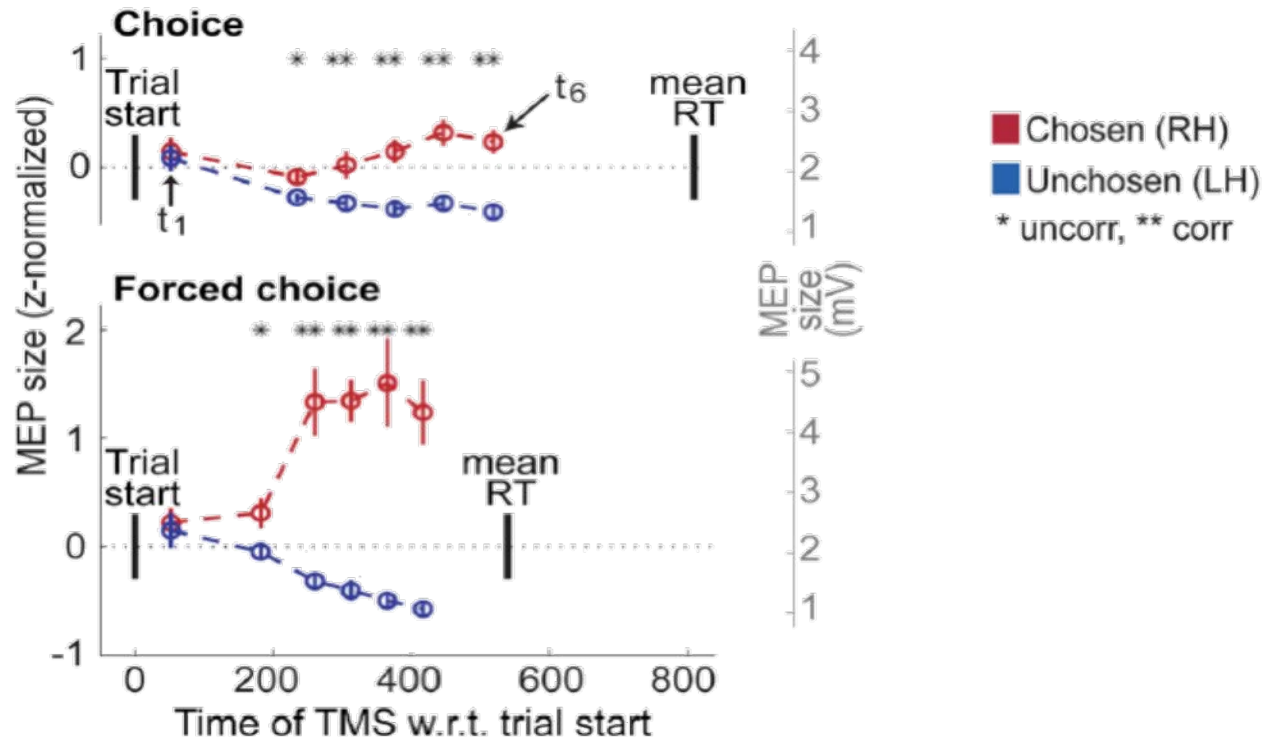 Choice
1
* ** ** ** **
Trial
start
t6
mean
RT
0
t1
4
3
2
1
Chosen (RH)
Unchosen (LH)
* uncorr, ** corr
MEP size (z-normalized)
MEP
size
(mV)
Forced choice
2
* ** ** ** **
1
Trial
start
mean
RT
0
-1
5
4
3
2
1
0 200 400 600 800
Time of TMS w.r.t. trial start